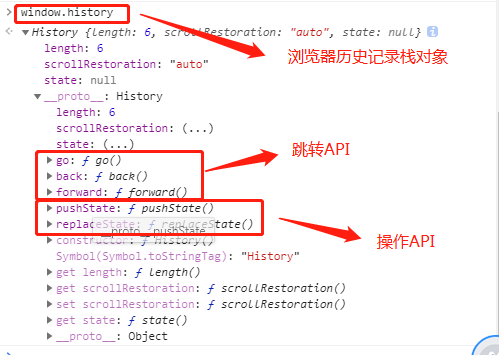 > window.history
History {length: 6, scrollRestoration: "auto", state: null} i
浏览器历史记录栈对象
length: 6
scrollRestoration: "auto"
state: null
__proto__: History
length: 6
scrollRestoration: (...)
state: (...)
go: ƒ go()
back: ƒ back()
跳转API
forward: ƒ forward()
pushState: ƒ pushState()
replaceState: ƒ replaceState()
__proto__.pushState
操作API
constructor: ƒ History()
Symbol(Symbol.toStringTag): "History"
get length: ƒ length()
get scrollRestoration: ƒ scrollRestoration()
set scrollRestoration: ƒ scrollRestoration()
get state: ƒ state()
__proto__: Object